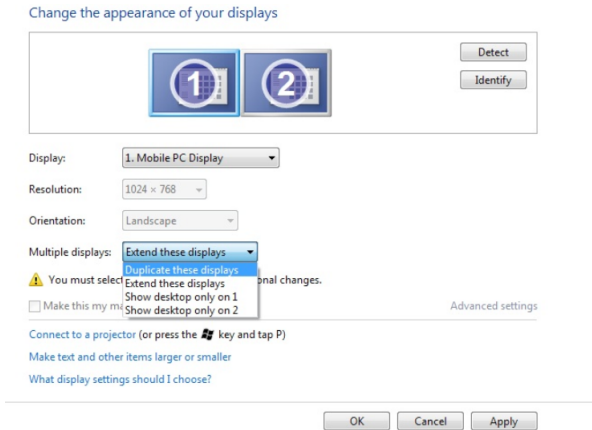 Change the appearance of your displays
1
2
Detect
Identify
Display:
1. Mobile PC Display
Resolution:
1024 × 768
Orientation:
Landscape
Multiple displays:
Extend these displays
Duplicate these displays
Extend these displays
Show desktop only on 1
Show desktop only on 2
You must selec onal changes.
Make this my m
Advanced settings
Connect to a projector (or press the key and tap P)
Make text and other items larger or smaller
What display settings should I choose?
OK
Cancel
Apply